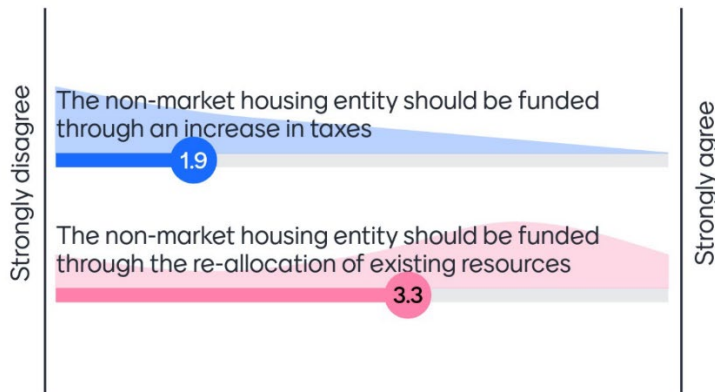 Strongly disagree
The non-market housing entity should be funded
through an increase in taxes
1.9
The non-market housing entity should be funded
through the re-allocation of existing resources
3.3
Strongly agree